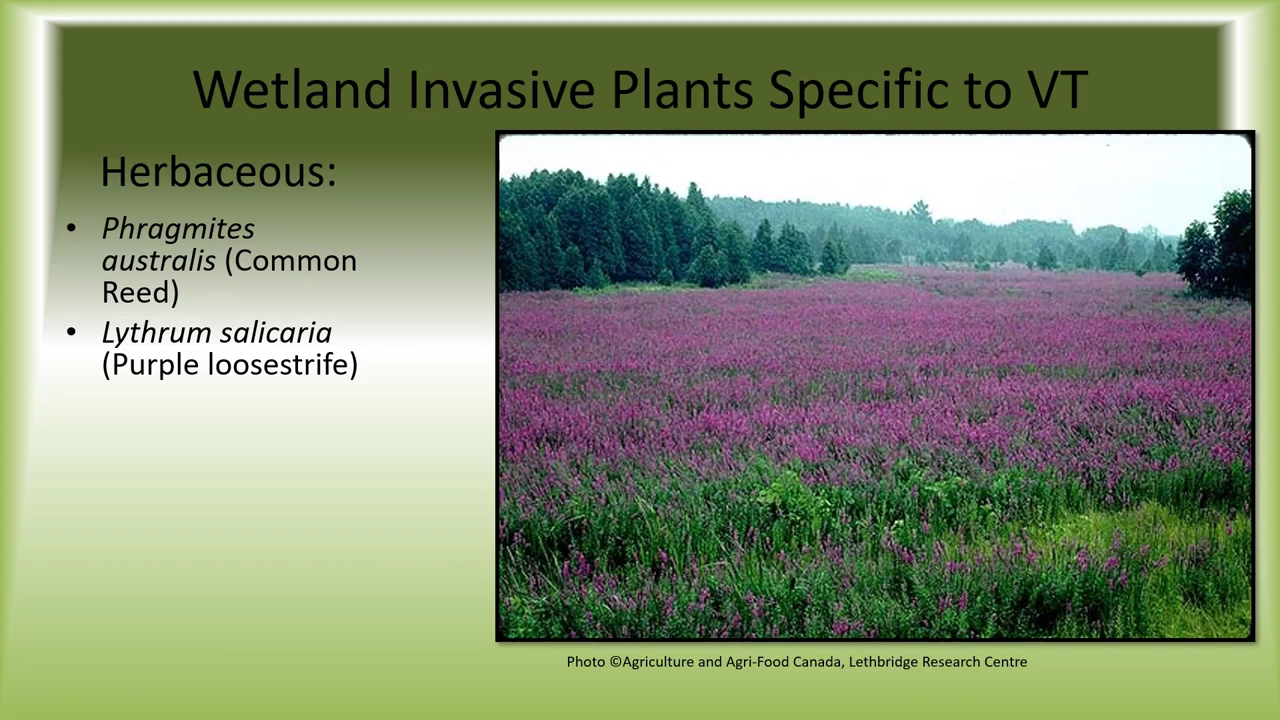 Wetland Invasive Plants Specific to VT
Herbaceous:
• Phragmites
australis (Common
Reed)
• Lythrum salicaria
(Purple loosestrife)
Photo ©Agriculture and Agri-Food Canada, Lethbridge Research Centre